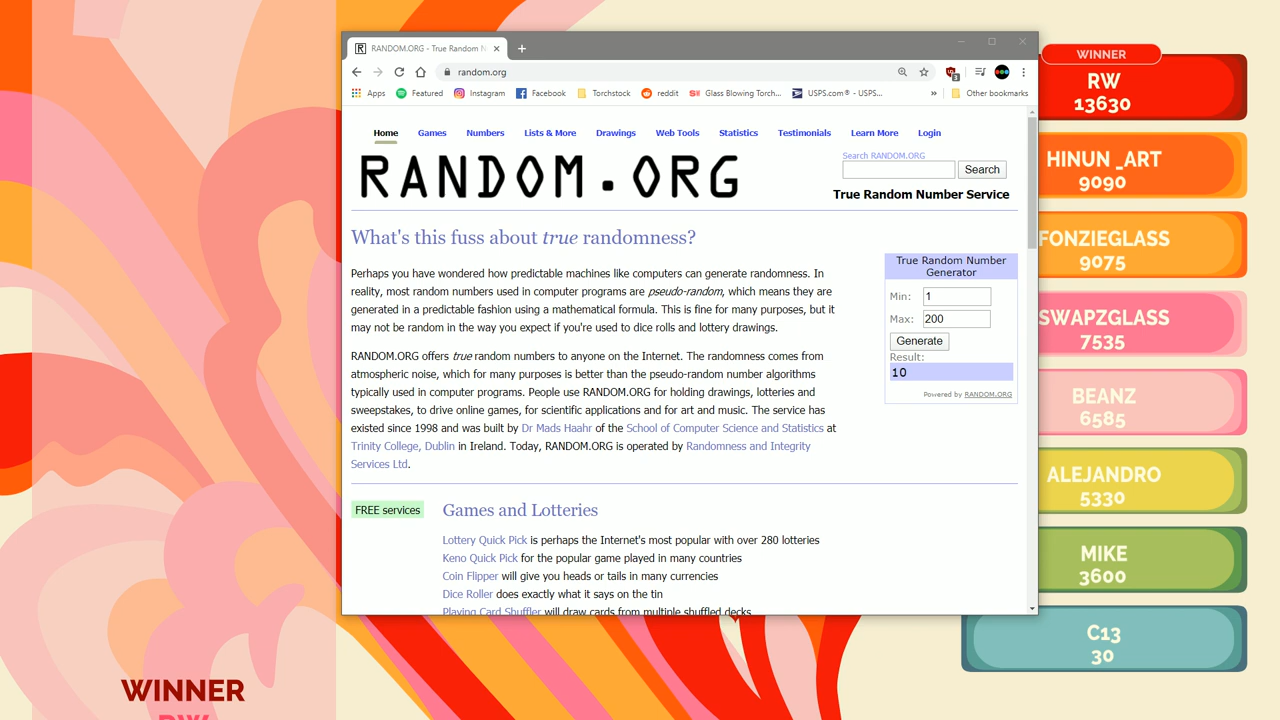 RANDOM.ORG - True Random N
random.org
3
Apps
Featured
Instagram
Facebook
Torchstock
reddit
Glass Blowing Torch...
USPS.com® - USPS...
»
Other bookmarks
Home
Games
Numbers
Lists & More
Drawings
Web Tools
Statistics
Testimonials
Learn More
Login
RANDOM.ORG
Search RANDOM.ORG
Search
True Random Number Service
What's this fuss about true randomness?
Perhaps you have wondered how predictable machines like computers can generate randomness. In
reality, most random numbers used in computer programs are pseudo-random, which means they are
generated in a predictable fashion using a mathematical formula. This is fine for many purposes, but it
may not be random in the way you expect if you're used to dice rolls and lottery drawings.
RANDOM.ORG offers true random numbers to anyone on the Internet. The randomness comes from
atmospheric noise, which for many purposes is better than the pseudo-random number algorithms
typically used in computer programs. People use RANDOM.ORG for holding drawings, lotteries and
sweepstakes, to drive online games, for scientific applications and for art and music. The service has
existed since 1998 and was built by Dr Mads Haahr of the School of Computer Science and Statistics at
Trinity College, Dublin in Ireland. Today, RANDOM.ORG is operated by Randomness and Integrity
Services Ltd.
True Random Number
Generator
Min: 1
Max: 200
Generate
Result:
10
Powered by RANDOM.ORG
FREE services
Games and Lotteries
Lottery Quick Pick is perhaps the Internet's most popular with over 280 lotteries
Keno Quick Pick for the popular game played in many countries
Coin Flipper will give you heads or tails in many currencies
Dice Roller does exactly what it says on the tin
Playing Card Shuffler will draw cards from multiple shuffled decks
WINNER
RW
13630
HINUN_ART
9090
FONZIEGLASS
9075
SWAPZGLASS
7535
BEANZ
6585
ALEJANDRO
5330
MIKE
3600
C13
30
WINNER
RW